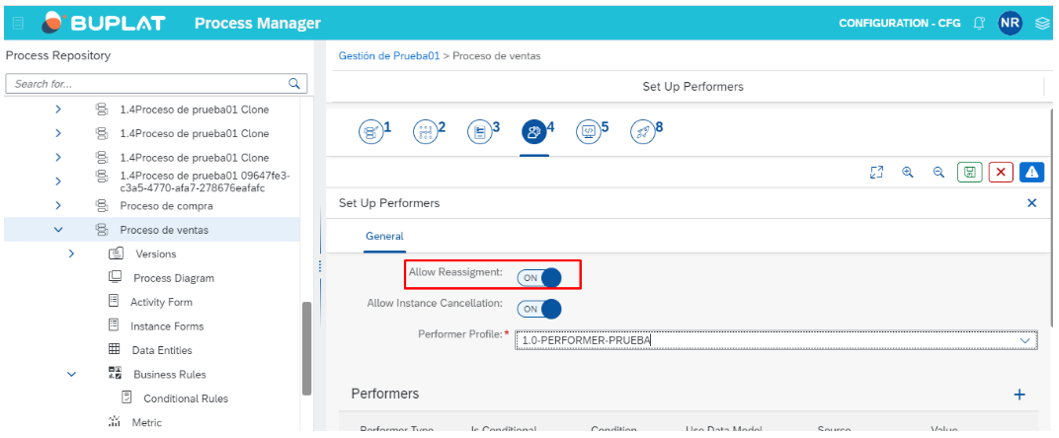 BUPLAT Process Manager CONFIGURATION - CFG NR
Process Repository
Search for...
1.4Proceso de prueba01 Clone
1.4Proceso de prueba01 Clone
1.4Proceso de prueba01 Clone
1.4Proceso de prueba01 09647fe3-
c3a5-4770-afa7-278676eafafc
Proceso de compra
Proceso de ventas
Versions
Process Diagram
Activity Form
Instance Forms
Data Entities
Business Rules
Conditional Rules
Metric
Gestión de Prueba01 > Proceso de ventas
Set Up Performers
1 2 3 4 5 8
Set Up Performers
General
Allow Reassigment: ON
Allow Instance Cancellation: ON
Performer Profile:* 1.0-PERFORMER-PRUEBA
Performers
Performer Type Is Conditional Condition Use Data Model Source Value